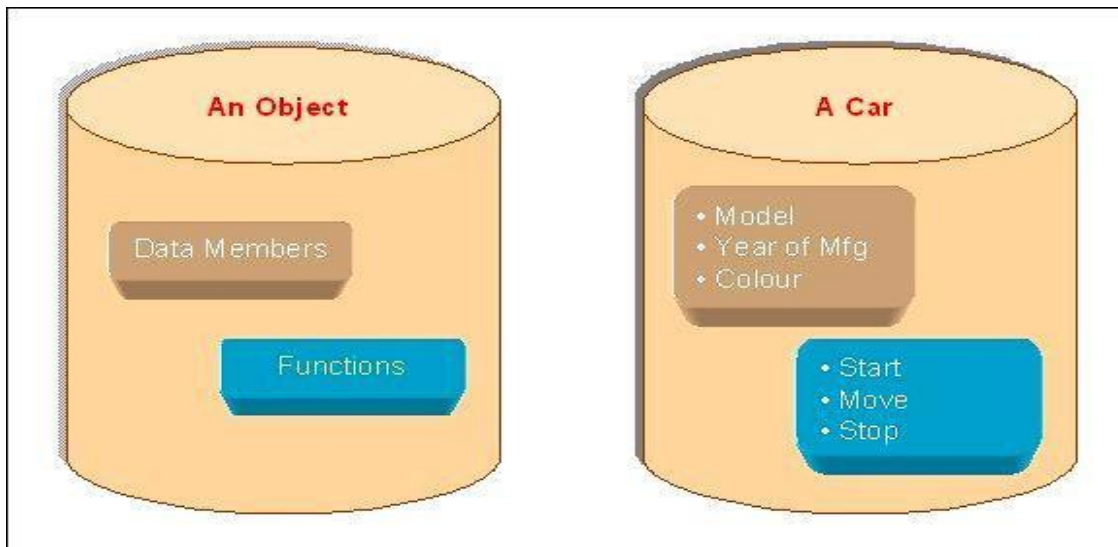 An Object
Data Members
Functions
A Car
• Model
• Year of Mfg
• Colour
• Start
• Move
• Stop